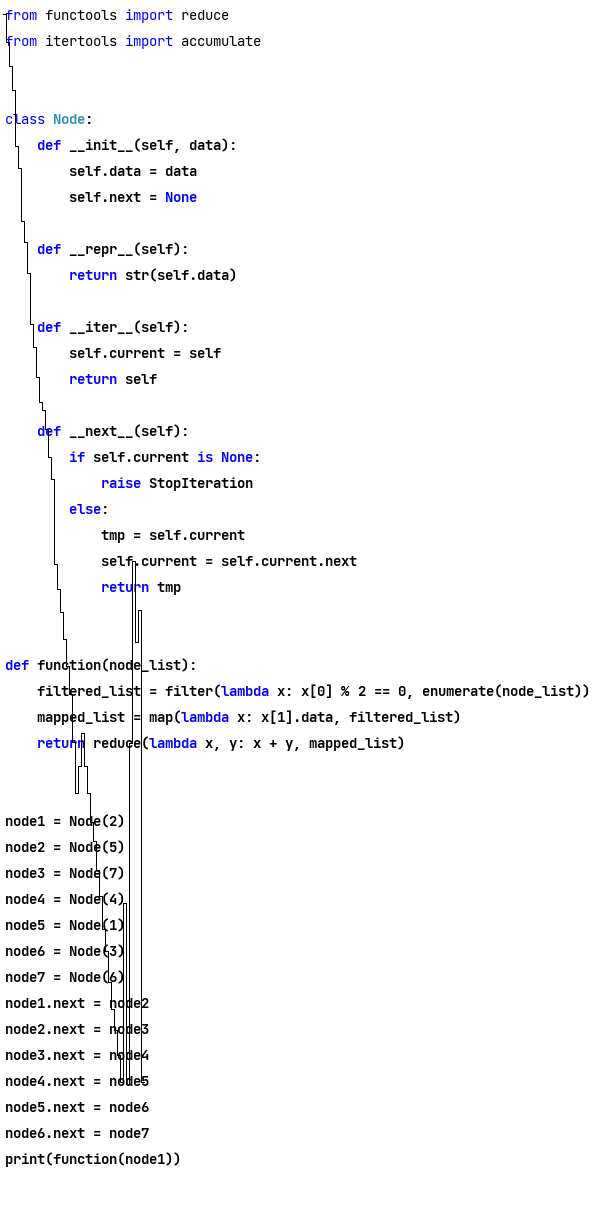 from functools import reduce
from itertools import accumulate
class Node:
    def __init__(self, data):
        self.data = data
        self.next = None
    def __repr__(self):
        return str(self.data)
    def __iter__(self):
        self.current = self
        return self
    def __next__(self):
        if self.current is None:
            raise StopIteration
        else:
            tmp = self.current
            self.current = self.current.next
            return tmp
def function(node_list):
    filtered_list = filter(lambda x: x[0] % 2 == 0, enumerate(node_list))
    mapped_list = map(lambda x: x[1].data, filtered_list)
    return reduce(lambda x, y: x + y, mapped_list)
node1 = Node(2)
node2 = Node(5)
node3 = Node(7)
node4 = Node(4)
node5 = Node(1)
node6 = Node(3)
node7 = Node(6)
node1.next = node2
node2.next = node3
node3.next = node4
node4.next = node5
node5.next = node6
node6.next = node7
print(function(node1))